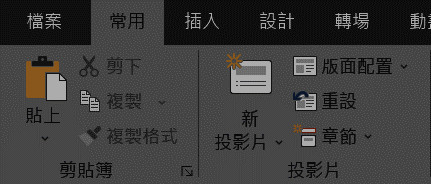 檔案 常用 插入 設計 轉場
貼上
剪下
複製
複製格式
剪貼簿
新
投影片
版面配置
重設
章節
投影片